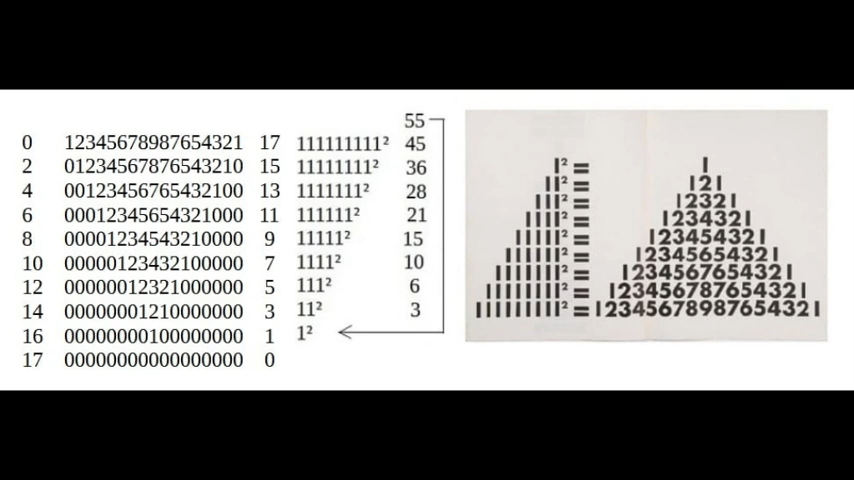 55
0 12345678987654321 17 111111111² 45
2 01234567876543210 15 11111111² 36
4 00123456765432100 13 1111111² 28
6 00012345654321000 11 111111² 21
8 00001234543210000 9 11111² 15
10 00000123432100000 7 1111² 10
12 00000012321000000 5 111² 6
14 00000001210000000 3 11² 3
16 00000000100000000 1 1²
17 00000000000000000 0
1² = 1
11² = 121
111² = 12321
1111² = 1234321
11111² = 123454321
111111² = 12345654321
1111111² = 1234567654321
11111111² = 123456787654321
111111111² = 12345678987654321